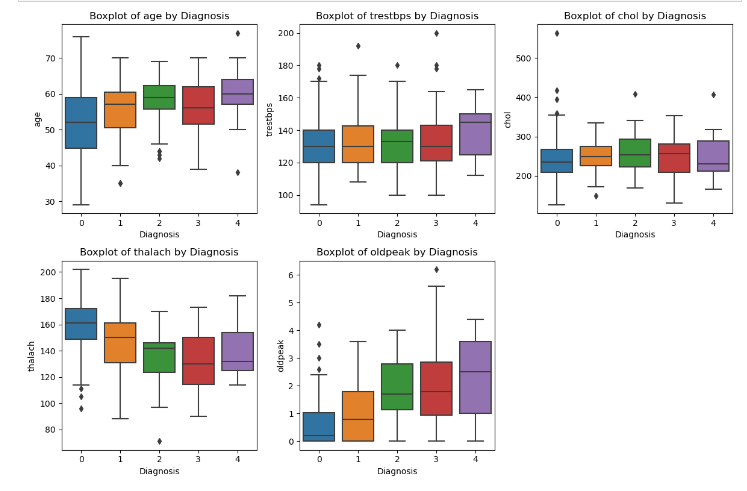 Boxplot of age by Diagnosis
Boxplot of trestbps by Diagnosis
Boxplot of chol by Diagnosis
age
70
60
50
40
30
0 1 2 3 4
Diagnosis
trestbps
200
180
160
140
120
100
0 1 2 3 4
Diagnosis
chol
500
400
300
200
0 1 2 3 4
Diagnosis
Boxplot of thalach by Diagnosis
Boxplot of oldpeak by Diagnosis
thalach
200
180
160
140
120
100
80
0 1 2 3 4
Diagnosis
oldpeak
6
5
4
3
2
1
0
0 1 2 3 4
Diagnosis